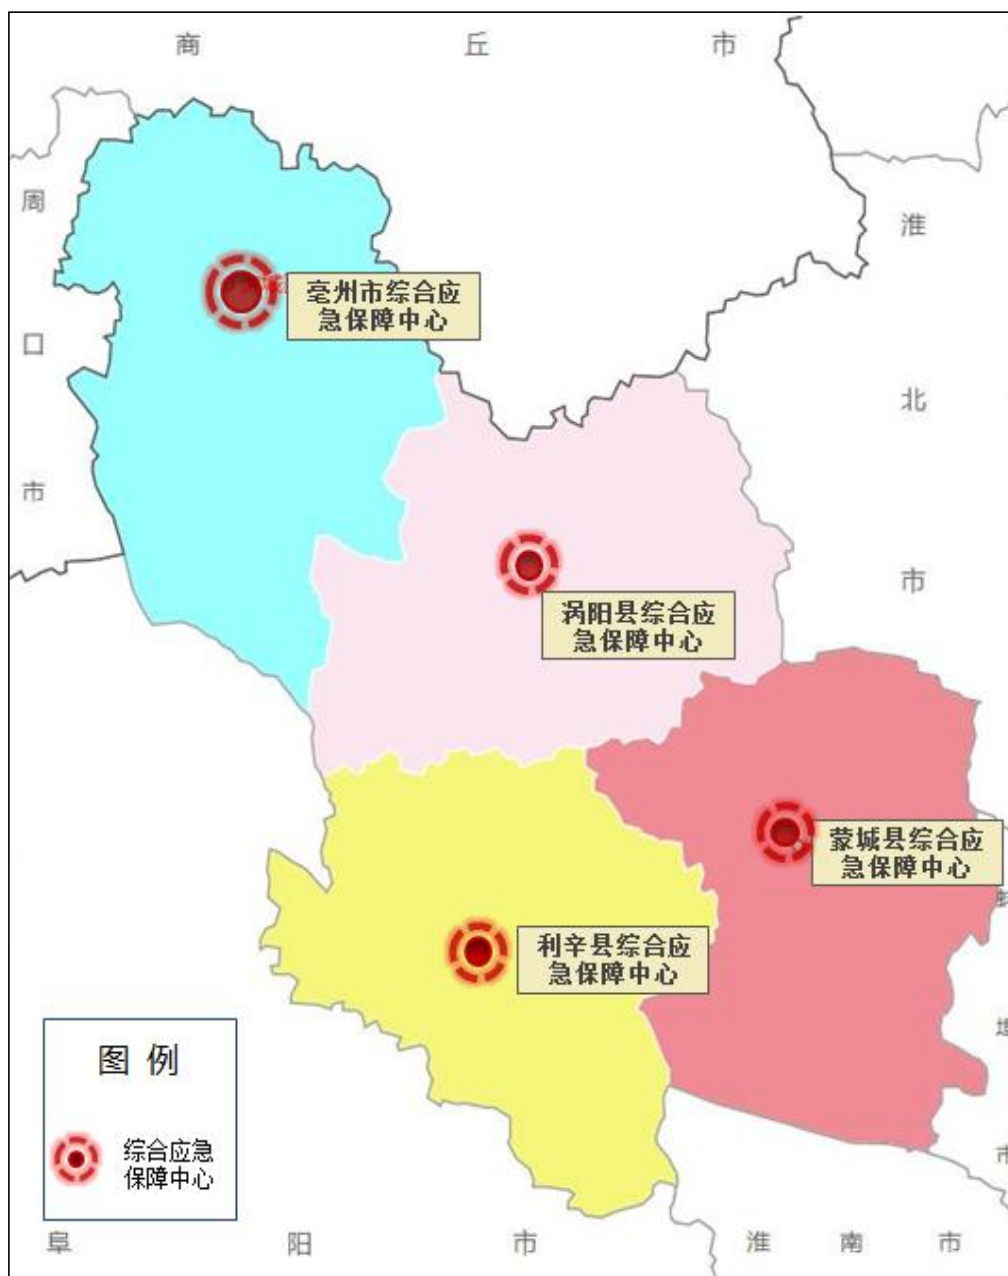 商 丘 市
周口市
淮北市
亳州市综合应
急保障中心
涡阳县综合应
急保障中心
蒙城县综合应
急保障中心
利辛县综合应
急保障中心
图 例
综合应急
保障中心
阜 阳 市
淮 南 市
市